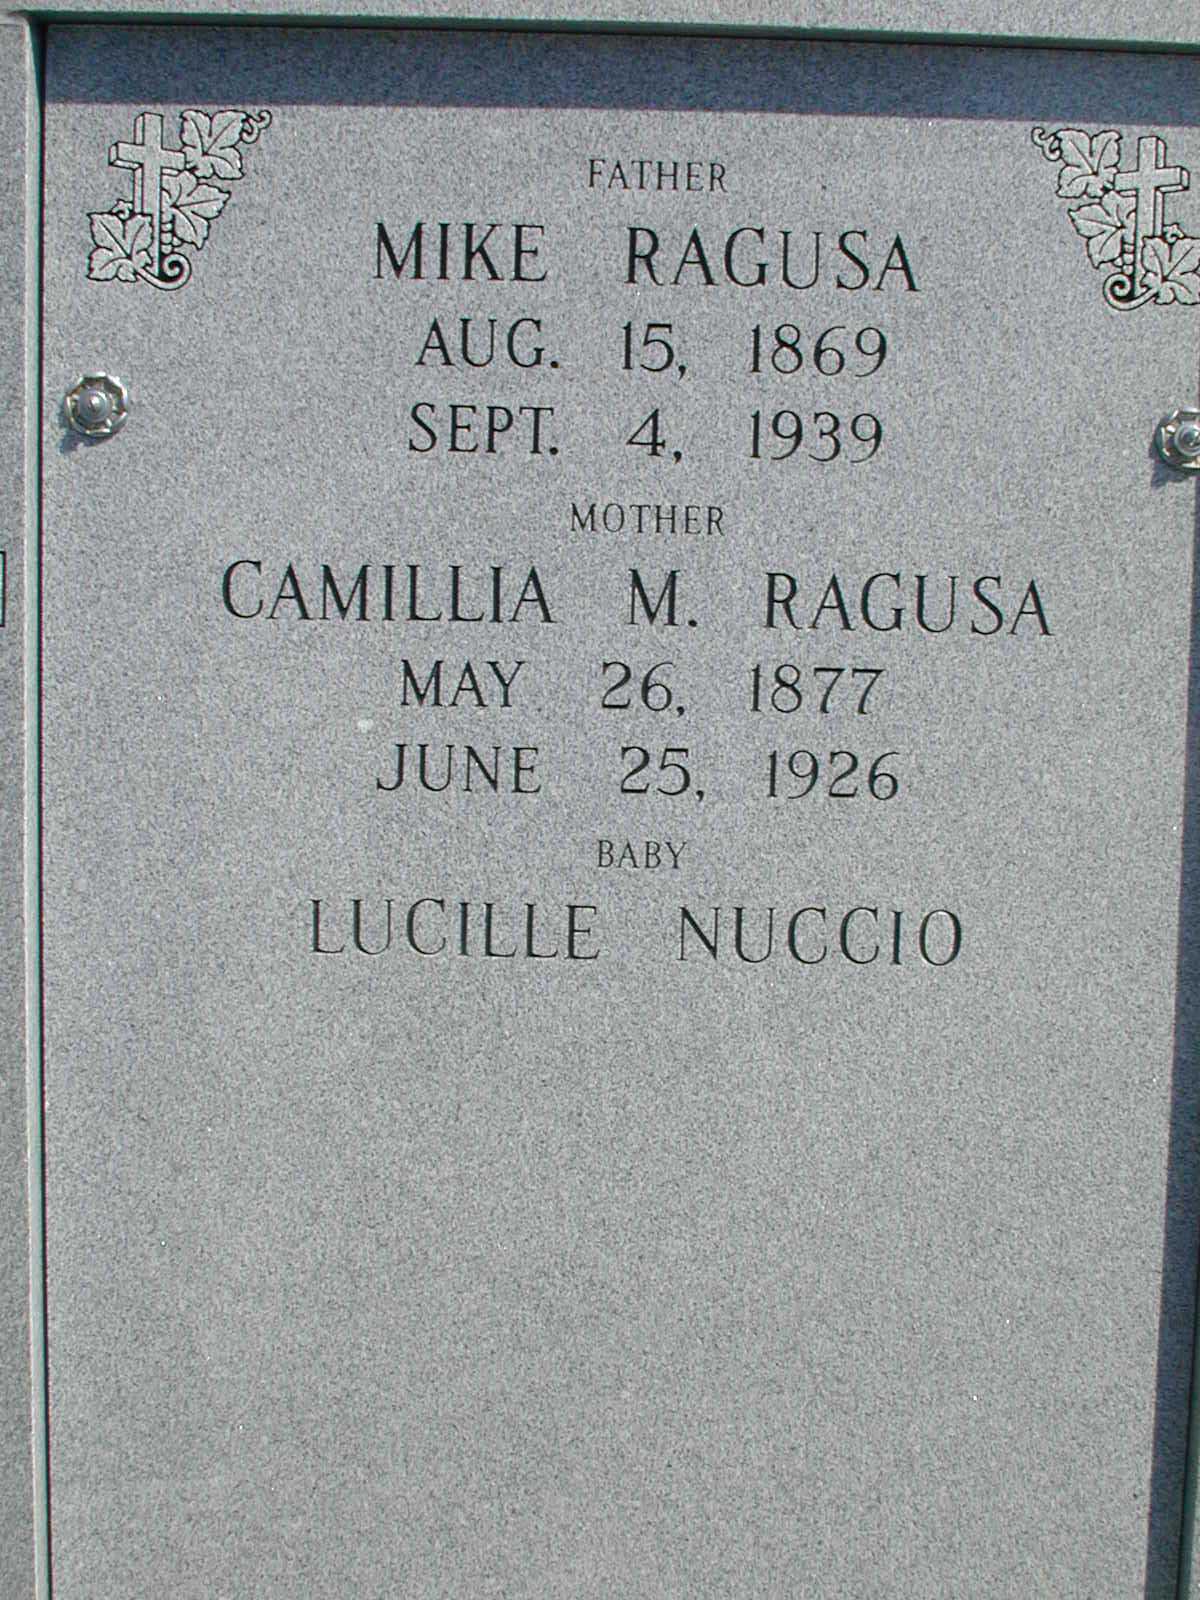 FATHER
MIKE RAGUSA
AUG. 15, 1869
SEPT. 4, 1939
MOTHER
CAMILLIA M. RAGUSA
MAY 26, 1877
JUNE 25, 1926
BABY
LUCILLE NUCCIO